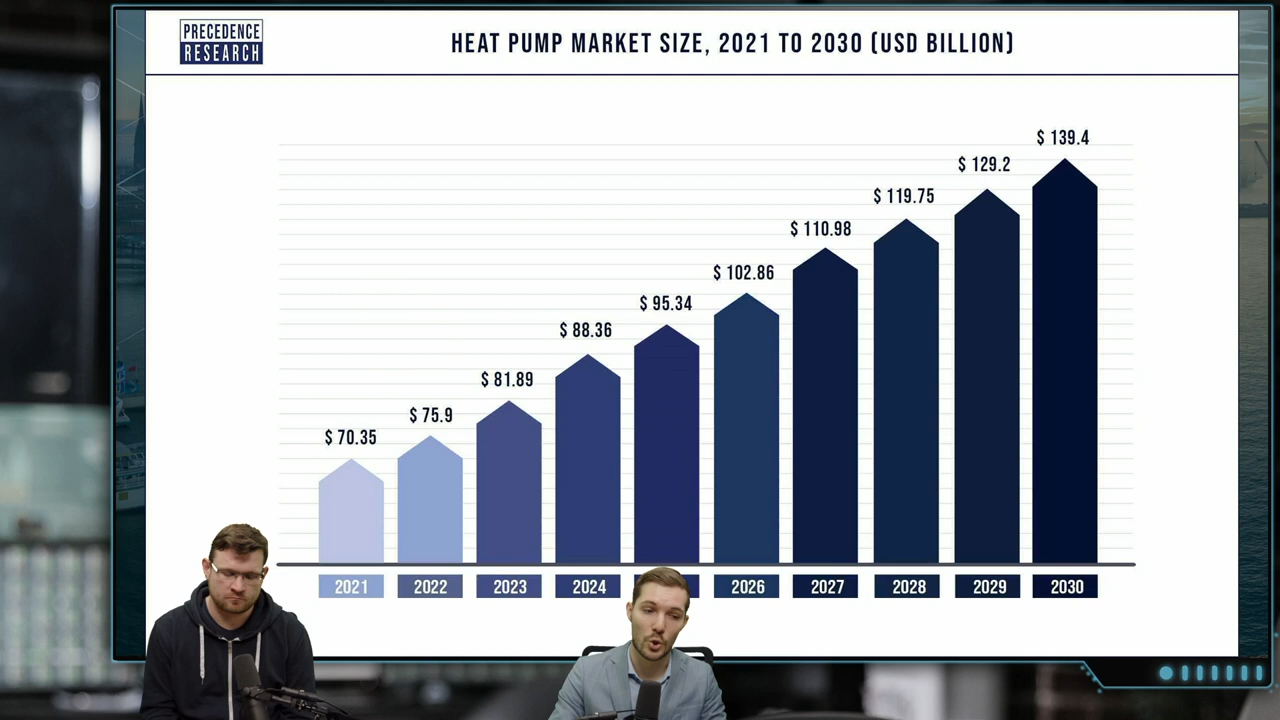 PRECEDENCE
RESEARCH
HEAT PUMP MARKET SIZE, 2021 TO 2030 (USD BILLION)
$ 139.4
$ 129.2
$ 119.75
$ 110.98
$ 102.86
$ 95.34
$ 88.36
$ 81.89
$ 75.9
$ 70.35
2021 2022 2023 2024 2026 2027 2028 2029 2030